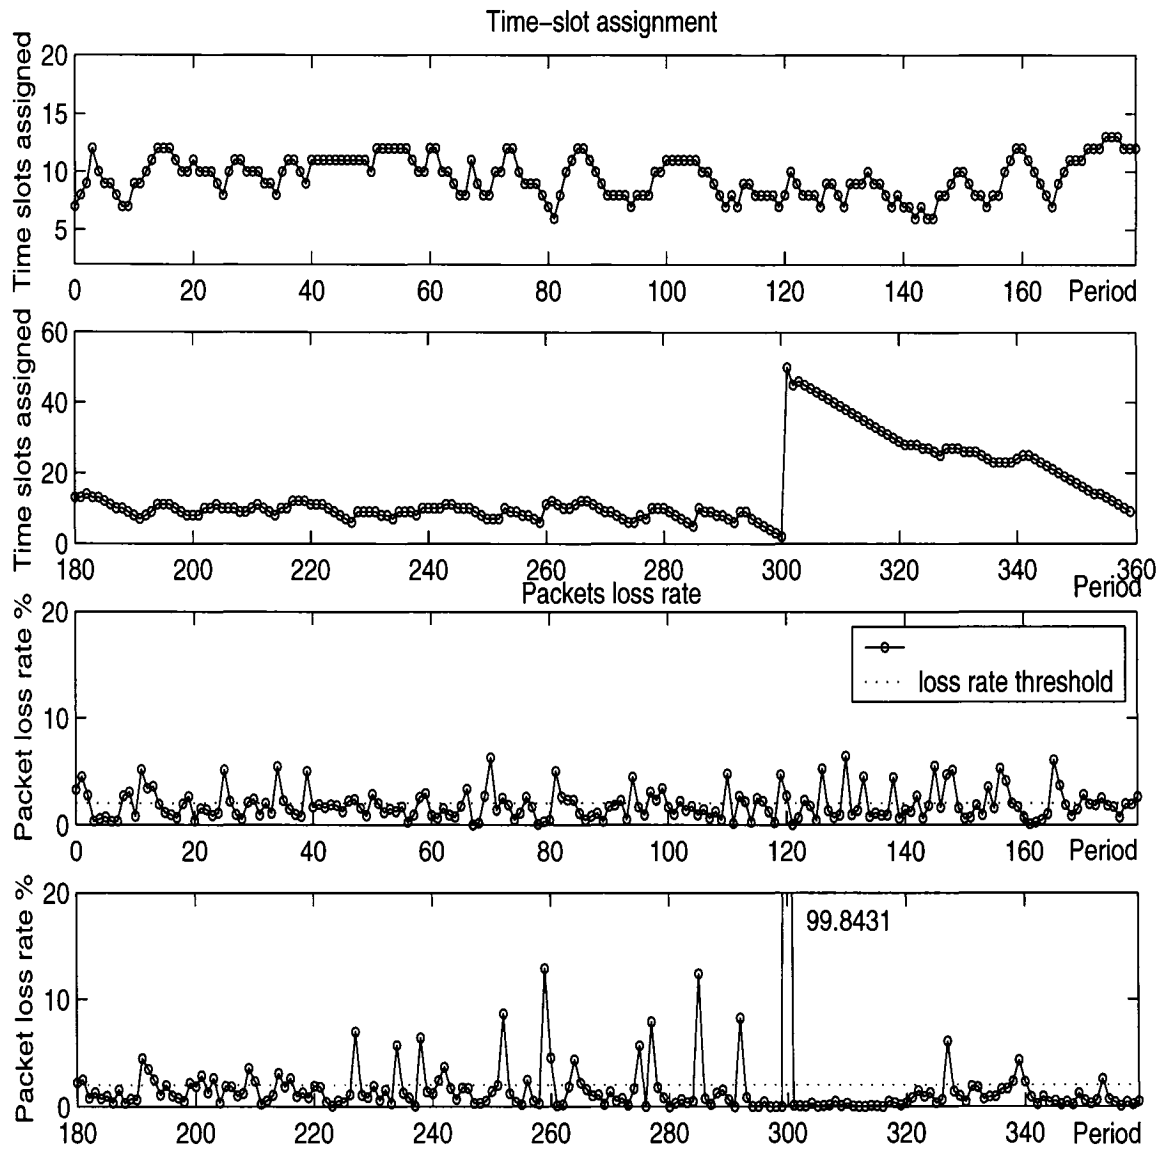 Time-slot assignment
Time slots assigned
20
15
10
5
0 20 40 60 80 100 120 140 160 Period
Time slots assigned
60
40
20
0
180 200 220 240 260 280 300 320 340 360
Period
Packets loss rate
Packet loss rate %
20
10
0
loss rate threshold
0 20 40 60 80 100 120 140 160 Period
Packet loss rate %
20
10
0
99.8431
180 200 220 240 260 280 300 320 340 Period